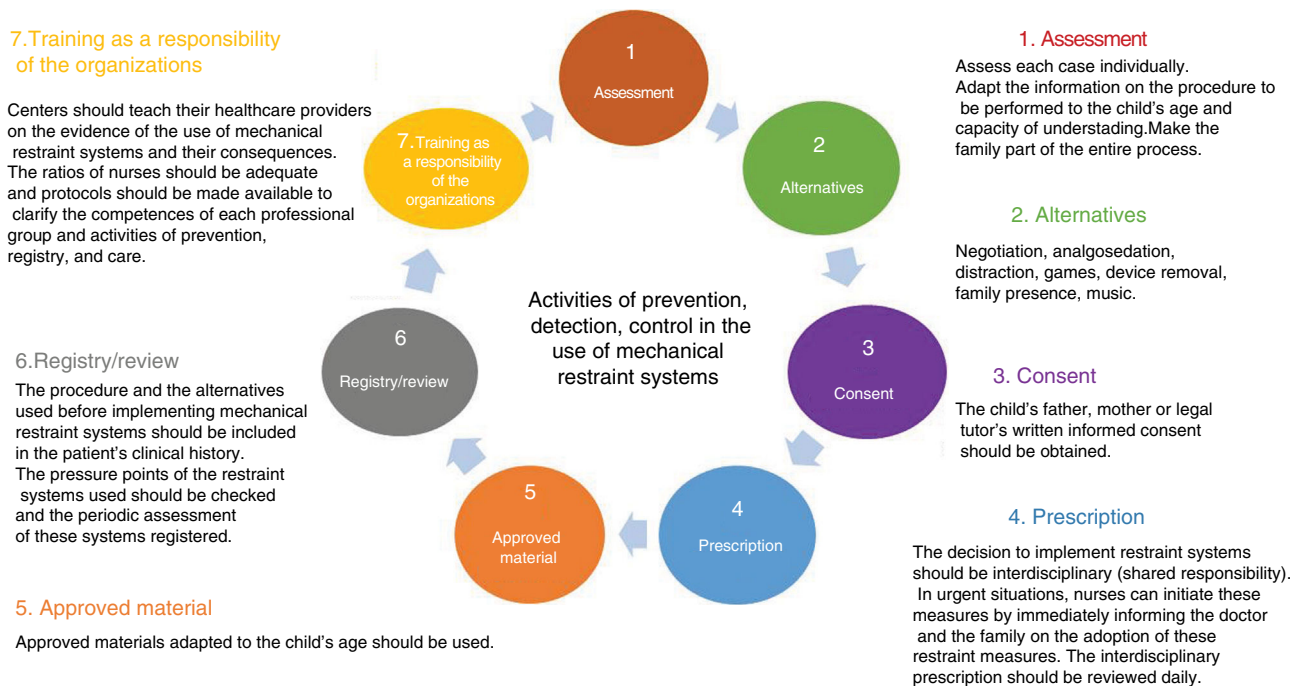 7.Training as a responsibility
of the organizations
Centers should teach their healthcare providers
on the evidence of the use of mechanical
restraint systems and their consequences.
The ratios of nurses should be adequate
and protocols should be made available to
clarify the competences of each professional
group and activities of prevention,
registry, and care.
6.Registry/review
The procedure and the alternatives
used before implementing mechanical
restraint systems should be included
in the patient's clinical history.
The pressure points of the restraint
systems used should be checked
and the periodic assessment
of these systems registered.
5. Approved material
Approved materials adapted to the child's age should be used.
1
Assessment
2
Alternatives
3
Consent
4
Prescription
5
Approved
material
6
Registry/review
7.Training as
a responsibility
of the
organizations
Activities of prevention,
detection, control in the
use of mechanical
restraint systems
1. Assessment
Assess each case individually.
Adapt the information on the procedure to
be performed to the child's age and
capacity of understading.Make the
family part of the entire process.
2. Alternatives
Negotiation, analgosedation,
distraction, games, device removal,
family presence, music.
3. Consent
The child's father, mother or legal
tutor's written informed consent
should be obtained.
4. Prescription
The decision to implement restraint systems
should be interdisciplinary (shared responsibility).
In urgent situations, nurses can initiate these
measures by immediately informing the doctor
and the family on the adoption of these
restraint measures. The interdisciplinary
prescription should be reviewed daily.